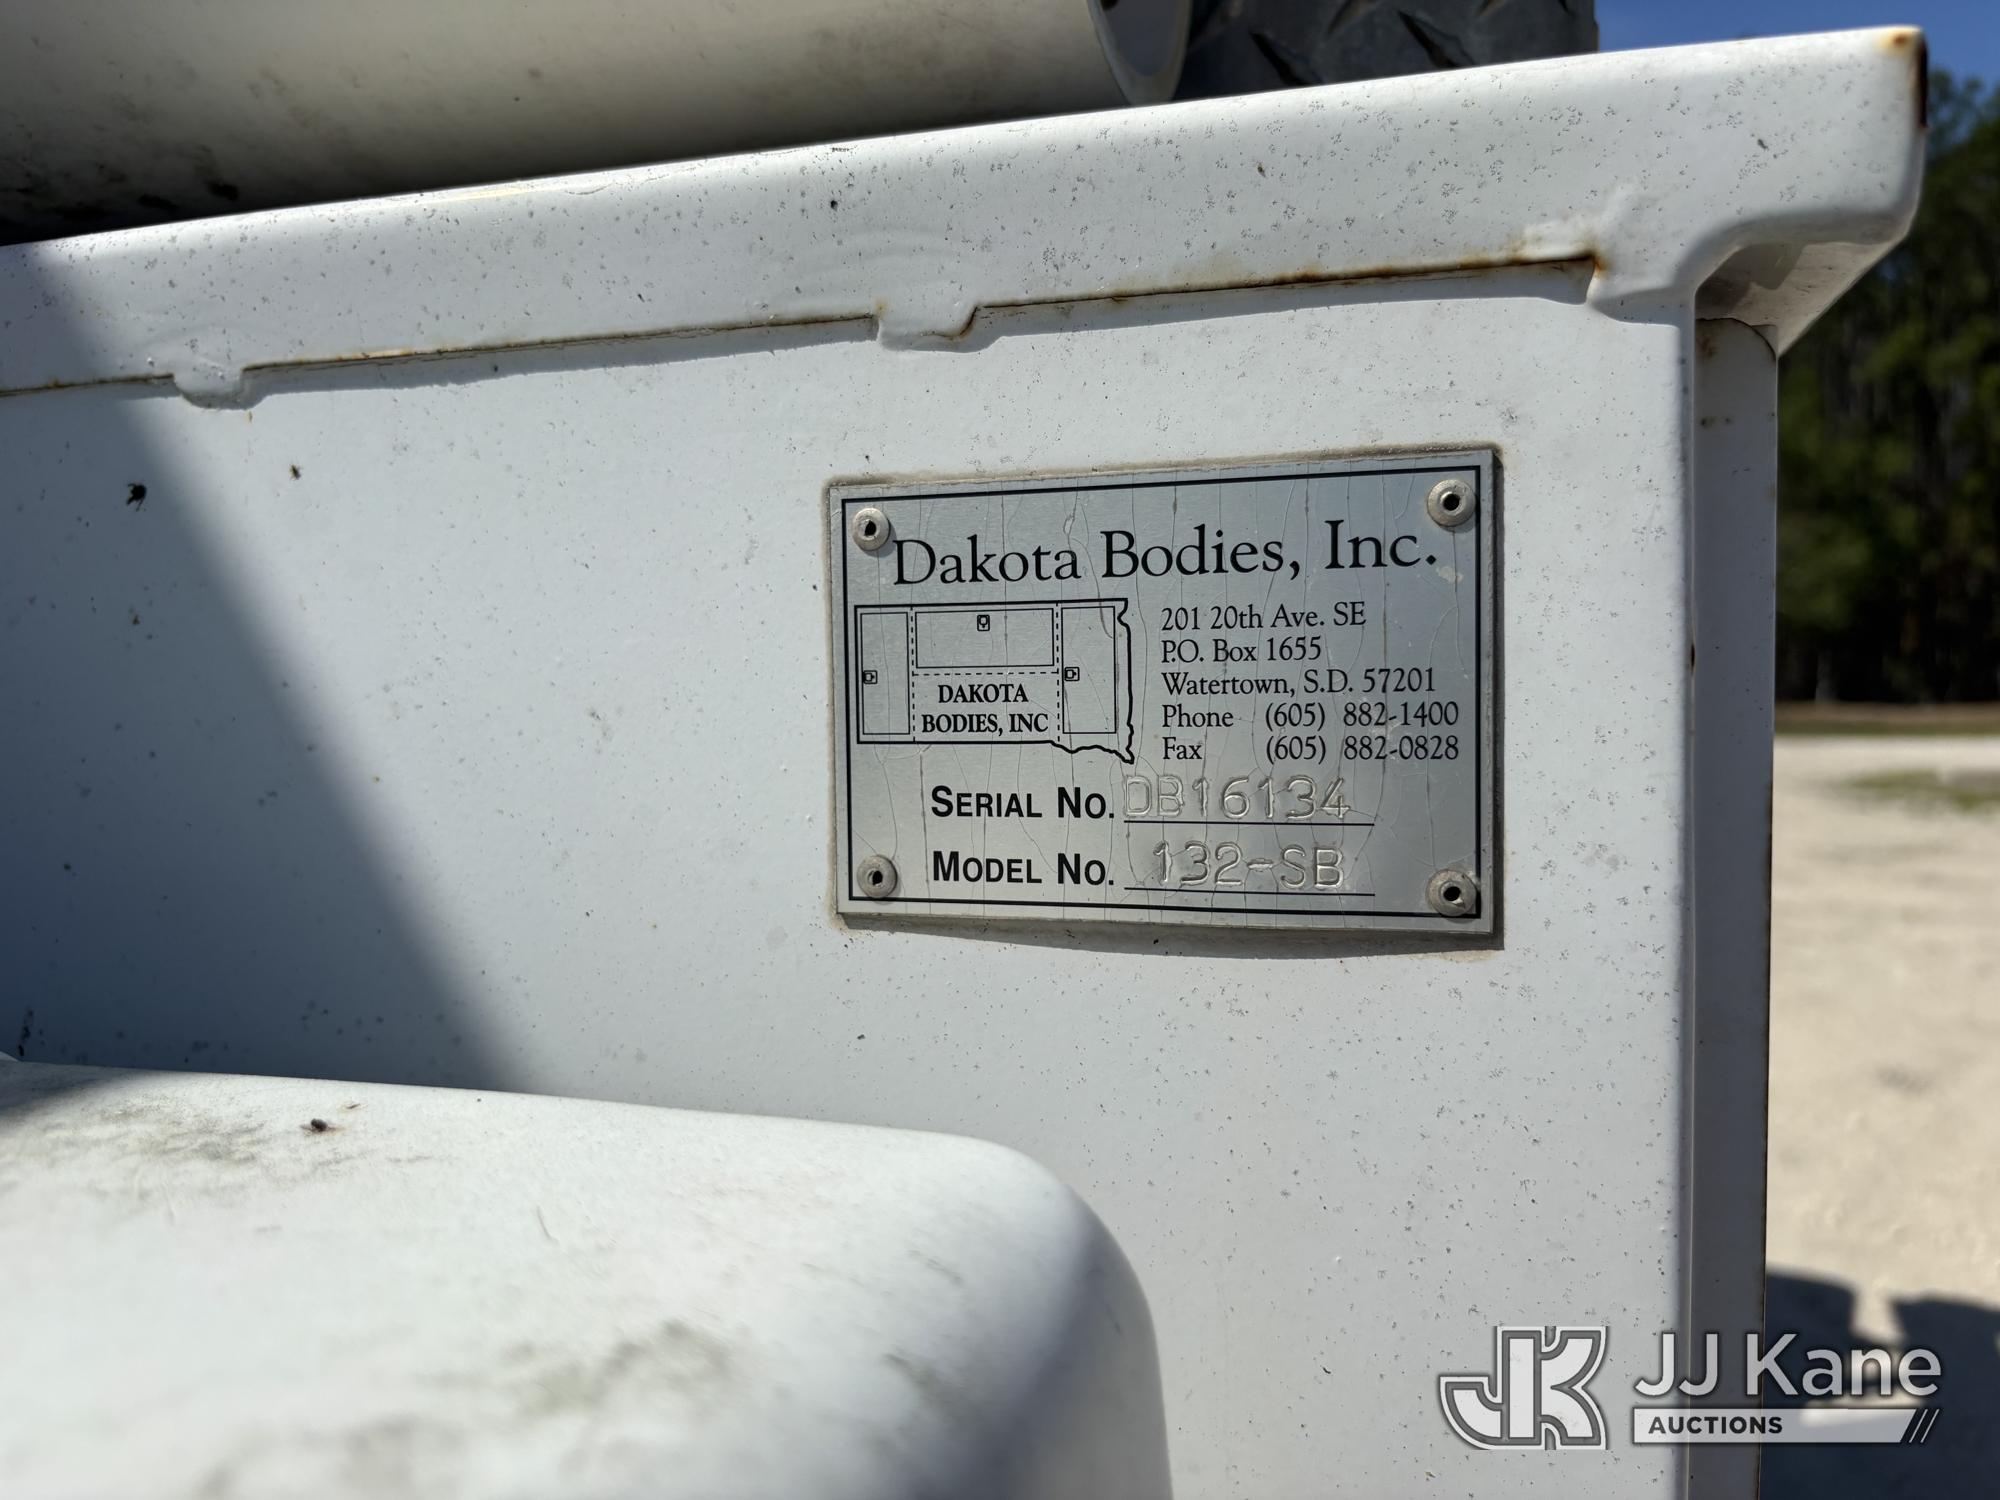 Dakota Bodies, Inc.
DAKOTA
BODIES, INC
201 20th Ave. SE
P.O. Box 1655
Watertown, S.D. 57201
Phone (605) 882-1400
Fax (605) 882-0828
SERIAL NO. DB16134
MODEL NO. 132-SB
JK JJ Kane
AUCTIONS